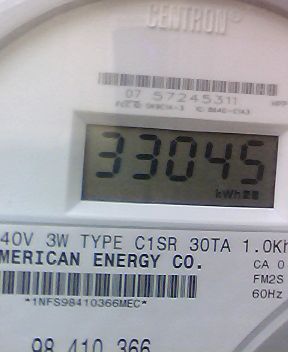 CENTRON®
07 57245311
33045
kWh
40V 3W TYPE C1SR 30TA 1.0Kh
MERICAN ENERGY CO.
CA 0
FM2S
60Hz
*1NFS98410366MEC*
98 410 366